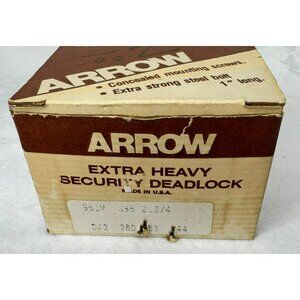 ARROW
• Concealed mounting screws.
• Extra strong steel bolt 1" long.
ARROW
EXTRA HEAVY
SECURITY DEADLOCK
MADE IN U.S.A.
2 3/4
26D